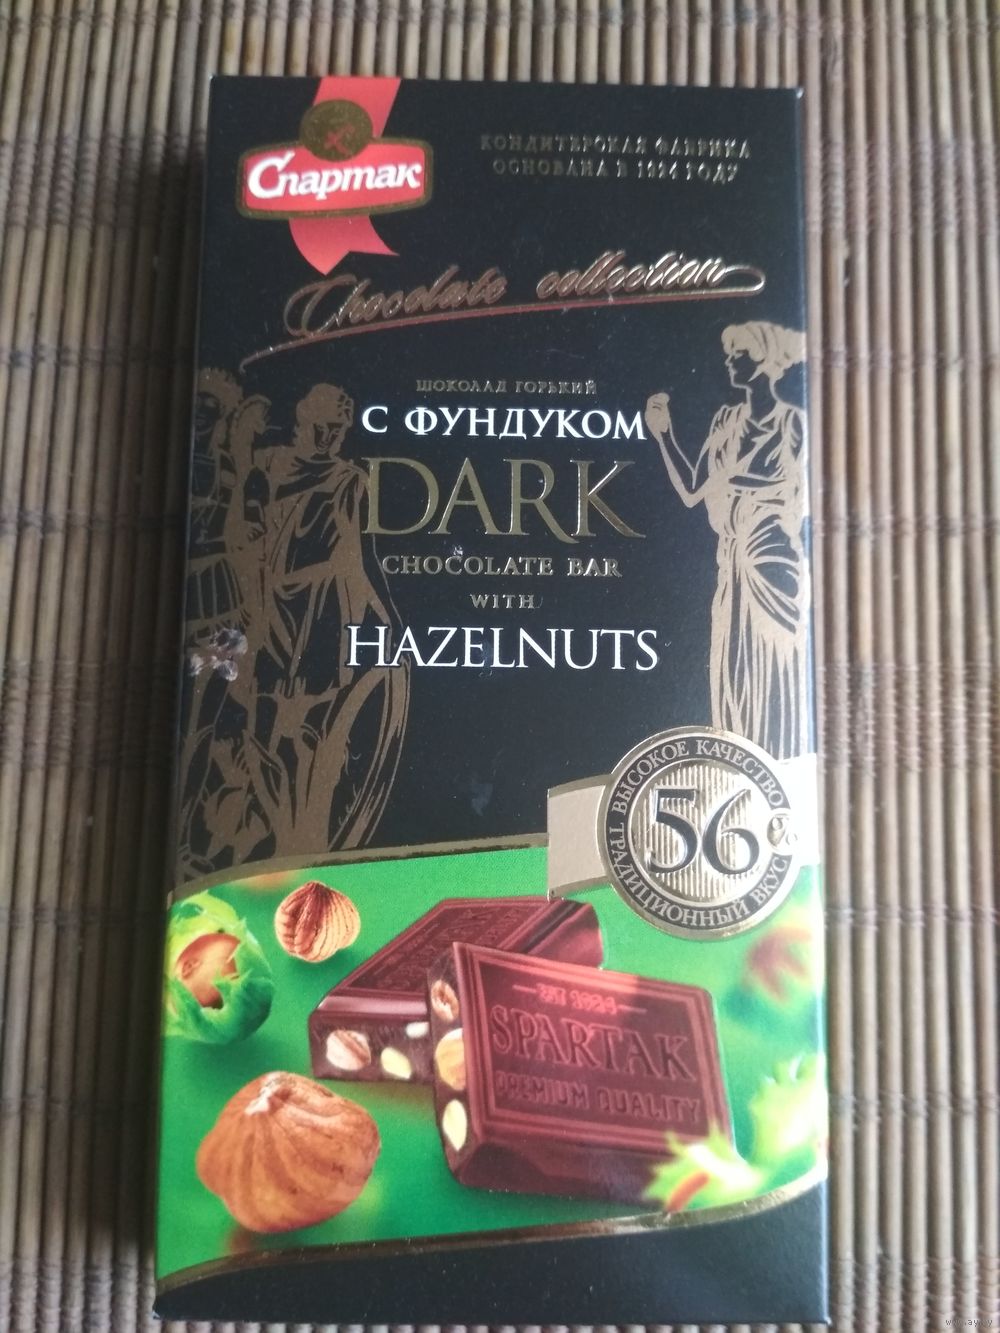 Спартак
КОНДИТЕРСКАЯ ФАБРИКА
ОСНОВАНА В 1924 ГОДУ
Chocolate collection
ШОКОЛАД ГОРЬКИЙ
С ФУНДУКОМ
DARK
CHOCOLATE BAR
WITH
HAZELNUTS
ВЫСОКОЕ КАЧЕСТВО
56%
ТРАДИЦИОННЫЙ ВКУС
EST 1924
SPARTAK
PREMIUM QUALITY